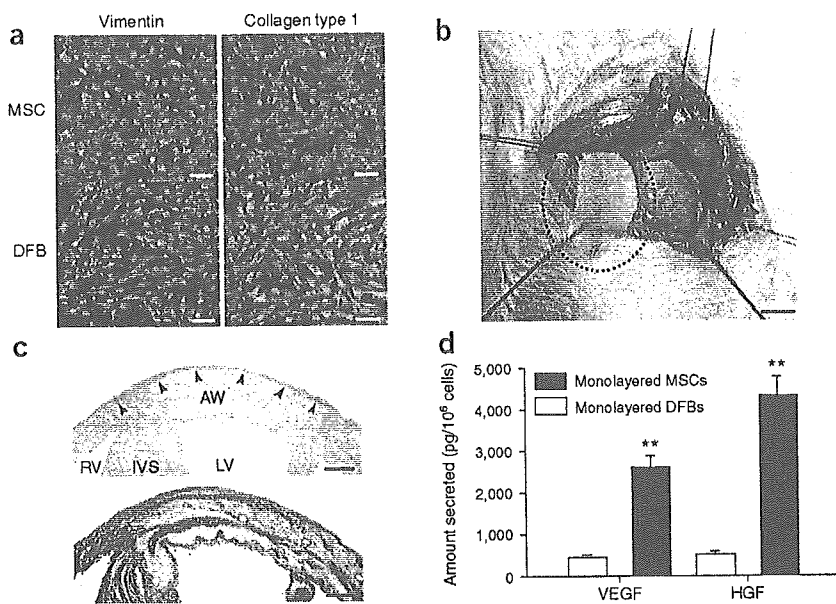 a
Vimentin
Collagen type 1
MSC
DFB
b
c
AW
RV
IVS
LV
d
Amount secreted (pg/10⁶ cells)
5,000
4,000
3,000
2,000
1,000
0
Monolayered MSCs
Monolayered DFBs
**
**
VEGF
HGF